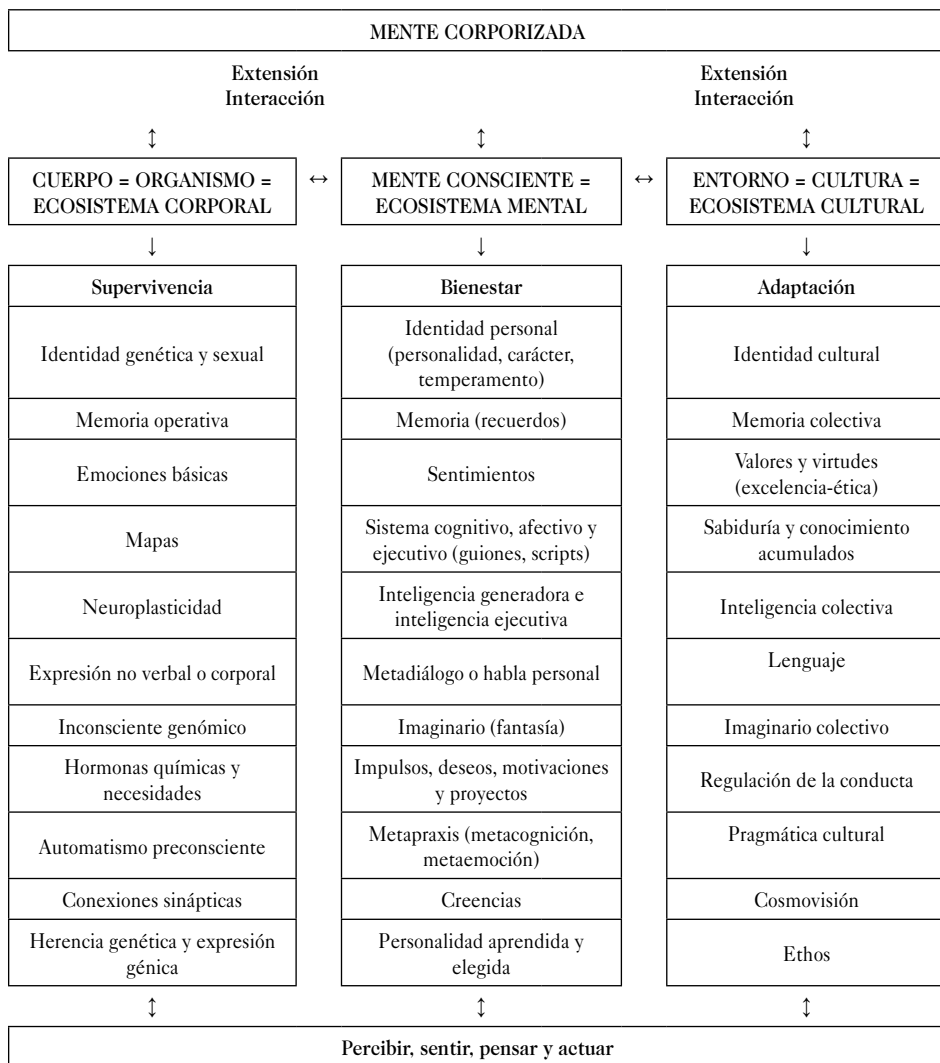 MENTE CORPORIZADA
Extensión
Interacción
Extensión
Interacción
↕ ↕ ↕
CUERPO = ORGANISMO =
ECOSISTEMA CORPORAL
↔
MENTE CONSCIENTE =
ECOSISTEMA MENTAL
↔
ENTORNO = CULTURA =
ECOSISTEMA CULTURAL
↓ ↓ ↓
Supervivencia
Bienestar
Adaptación
Identidad genética y sexual
Identidad personal
(personalidad, carácter,
temperamento)
Identidad cultural
Memoria operativa
Memoria (recuerdos)
Memoria colectiva
Emociones básicas
Sentimientos
Valores y virtudes
(excelencia-ética)
Mapas
Sistema cognitivo, afectivo y
ejecutivo (guiones, scripts)
Sabiduría y conocimiento
acumulados
Neuroplasticidad
Inteligencia generadora e
inteligencia ejecutiva
Inteligencia colectiva
Expresión no verbal o corporal
Metadiálogo o habla personal
Lenguaje
Inconsciente genómico
Imaginario (fantasía)
Imaginario colectivo
Hormonas químicas y
necesidades
Impulsos, deseos, motivaciones
y proyectos
Regulación de la conducta
Automatismo preconsciente
Metapraxis (metacognición,
metaemoción)
Pragmática cultural
Conexiones sinápticas
Creencias
Cosmovisión
Herencia genética y expresión
génica
Personalidad aprendida y
elegida
Ethos
↕ ↕ ↕
Percibir, sentir, pensar y actuar